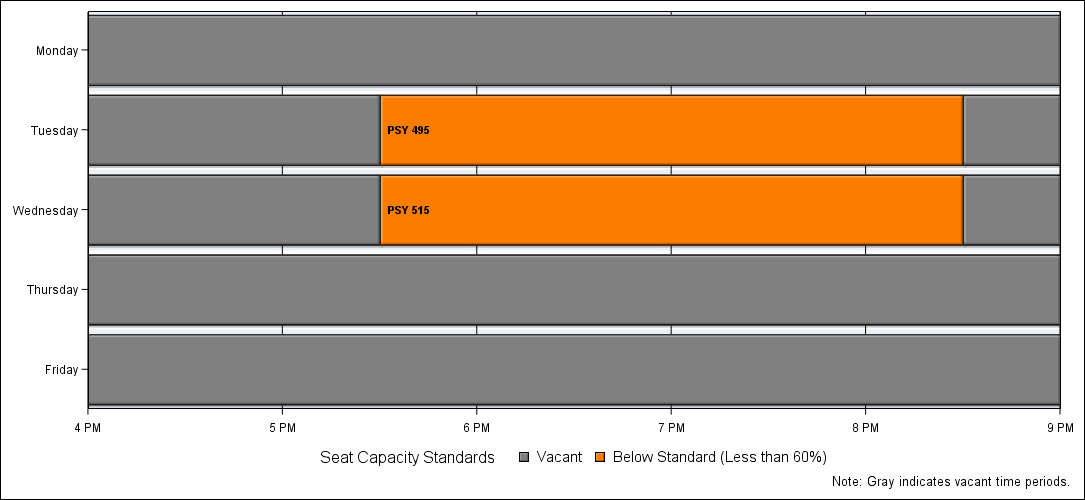 Monday
Tuesday
PSY 495
Wednesday
PSY 515
Thursday
Friday
4 PM 5 PM 6 PM 7 PM 8 PM 9 PM
Seat Capacity Standards Vacant Below Standard (Less than 60%)
Note: Gray indicates vacant time periods.